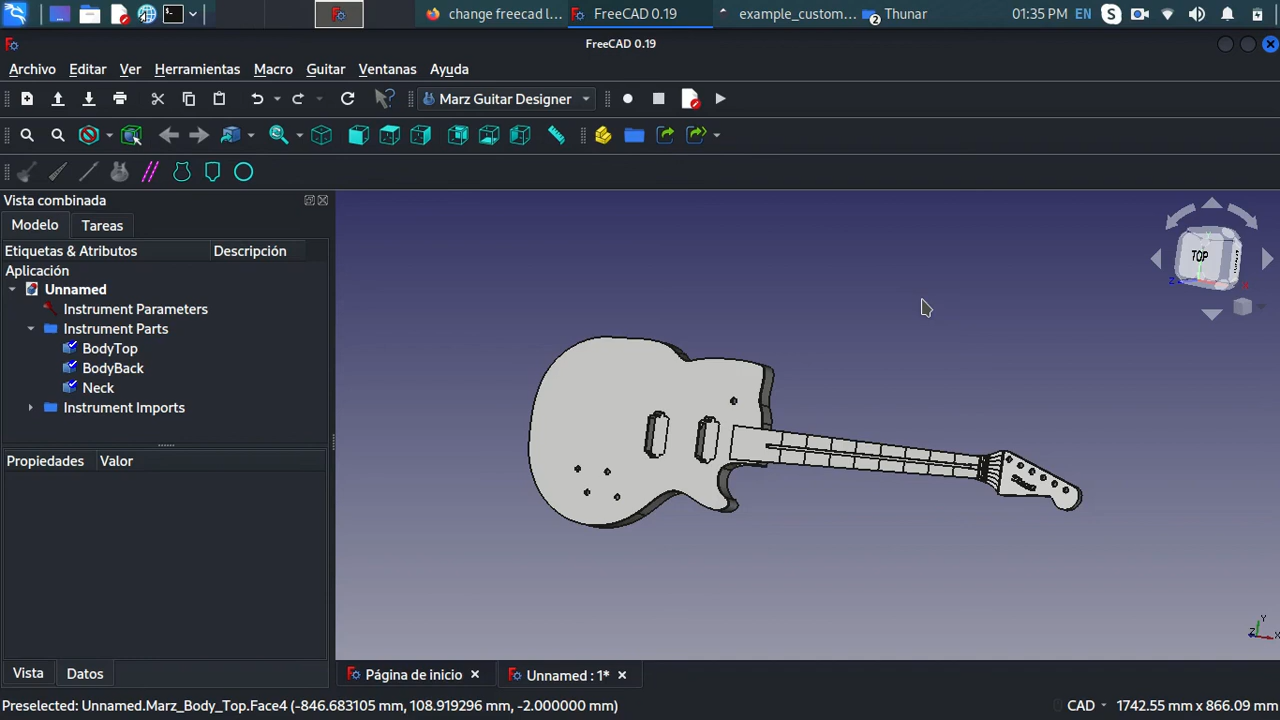 change freecad l...
FreeCAD 0.19
example_custom...
2
Thunar
01:35 PM
EN
FreeCAD 0.19
Archivo
Editar
Ver
Herramientas
Macro
Guitar
Ventanas
Ayuda
Marz Guitar Designer
Vista combinada
Modelo
Tareas
Etiquetas & Atributos
Descripción
Aplicación
Unnamed
Instrument Parameters
Instrument Parts
BodyTop
BodyBack
Neck
Instrument Imports
Propiedades
Valor
TOP
Z
X
Y
Z
X
Vista
Datos
Página de inicio
Unnamed : 1*
Preselected: Unnamed.Marz_Body_Top.Face4 (-846.683105 mm, 108.919296 mm, -2.000000 mm)
CAD
1742.55 mm x 866.09 mm